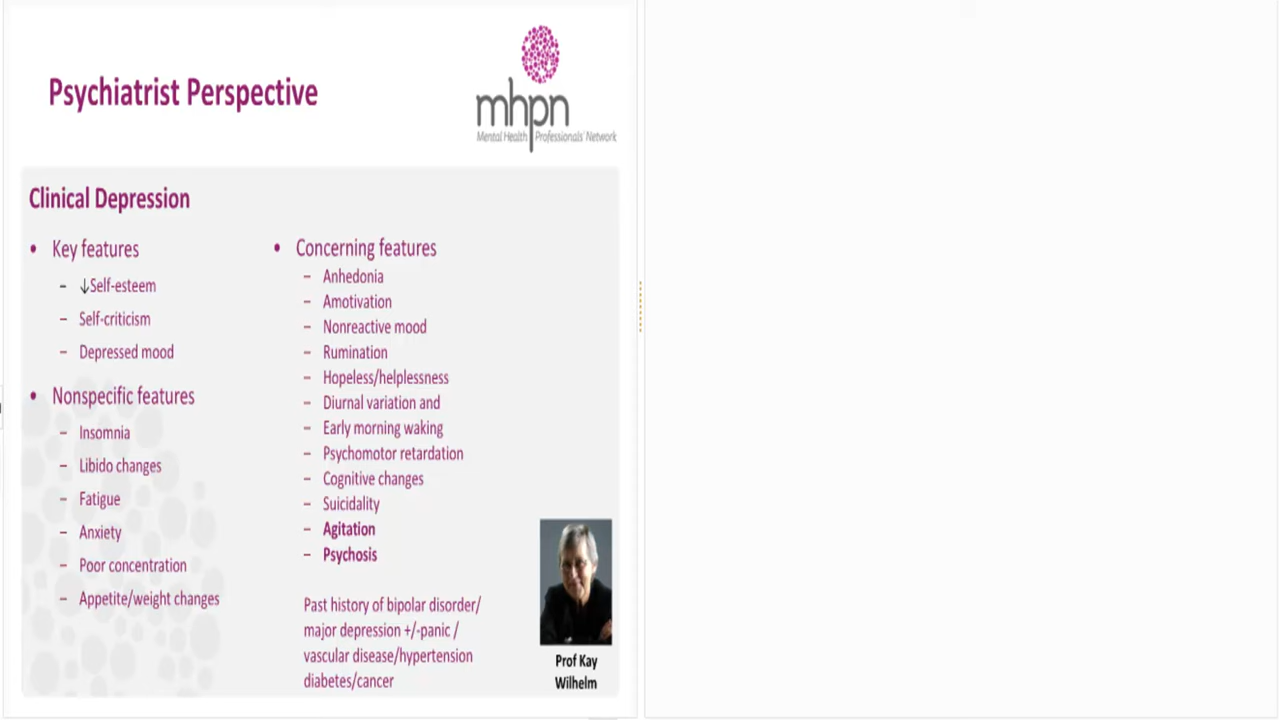 Psychiatrist Perspective
mhpn
Mental Health Professionals' Network
Clinical Depression
• Key features
– ↓Self-esteem
– Self-criticism
– Depressed mood
• Nonspecific features
– Insomnia
– Libido changes
– Fatigue
– Anxiety
– Poor concentration
– Appetite/weight changes
• Concerning features
– Anhedonia
– Amotivation
– Nonreactive mood
– Rumination
– Hopeless/helplessness
– Diurnal variation and
– Early morning waking
– Psychomotor retardation
– Cognitive changes
– Suicidality
– Agitation
– Psychosis
Past history of bipolar disorder/
major depression +/-panic /
vascular disease/hypertension
diabetes/cancer
Prof Kay
Wilhelm